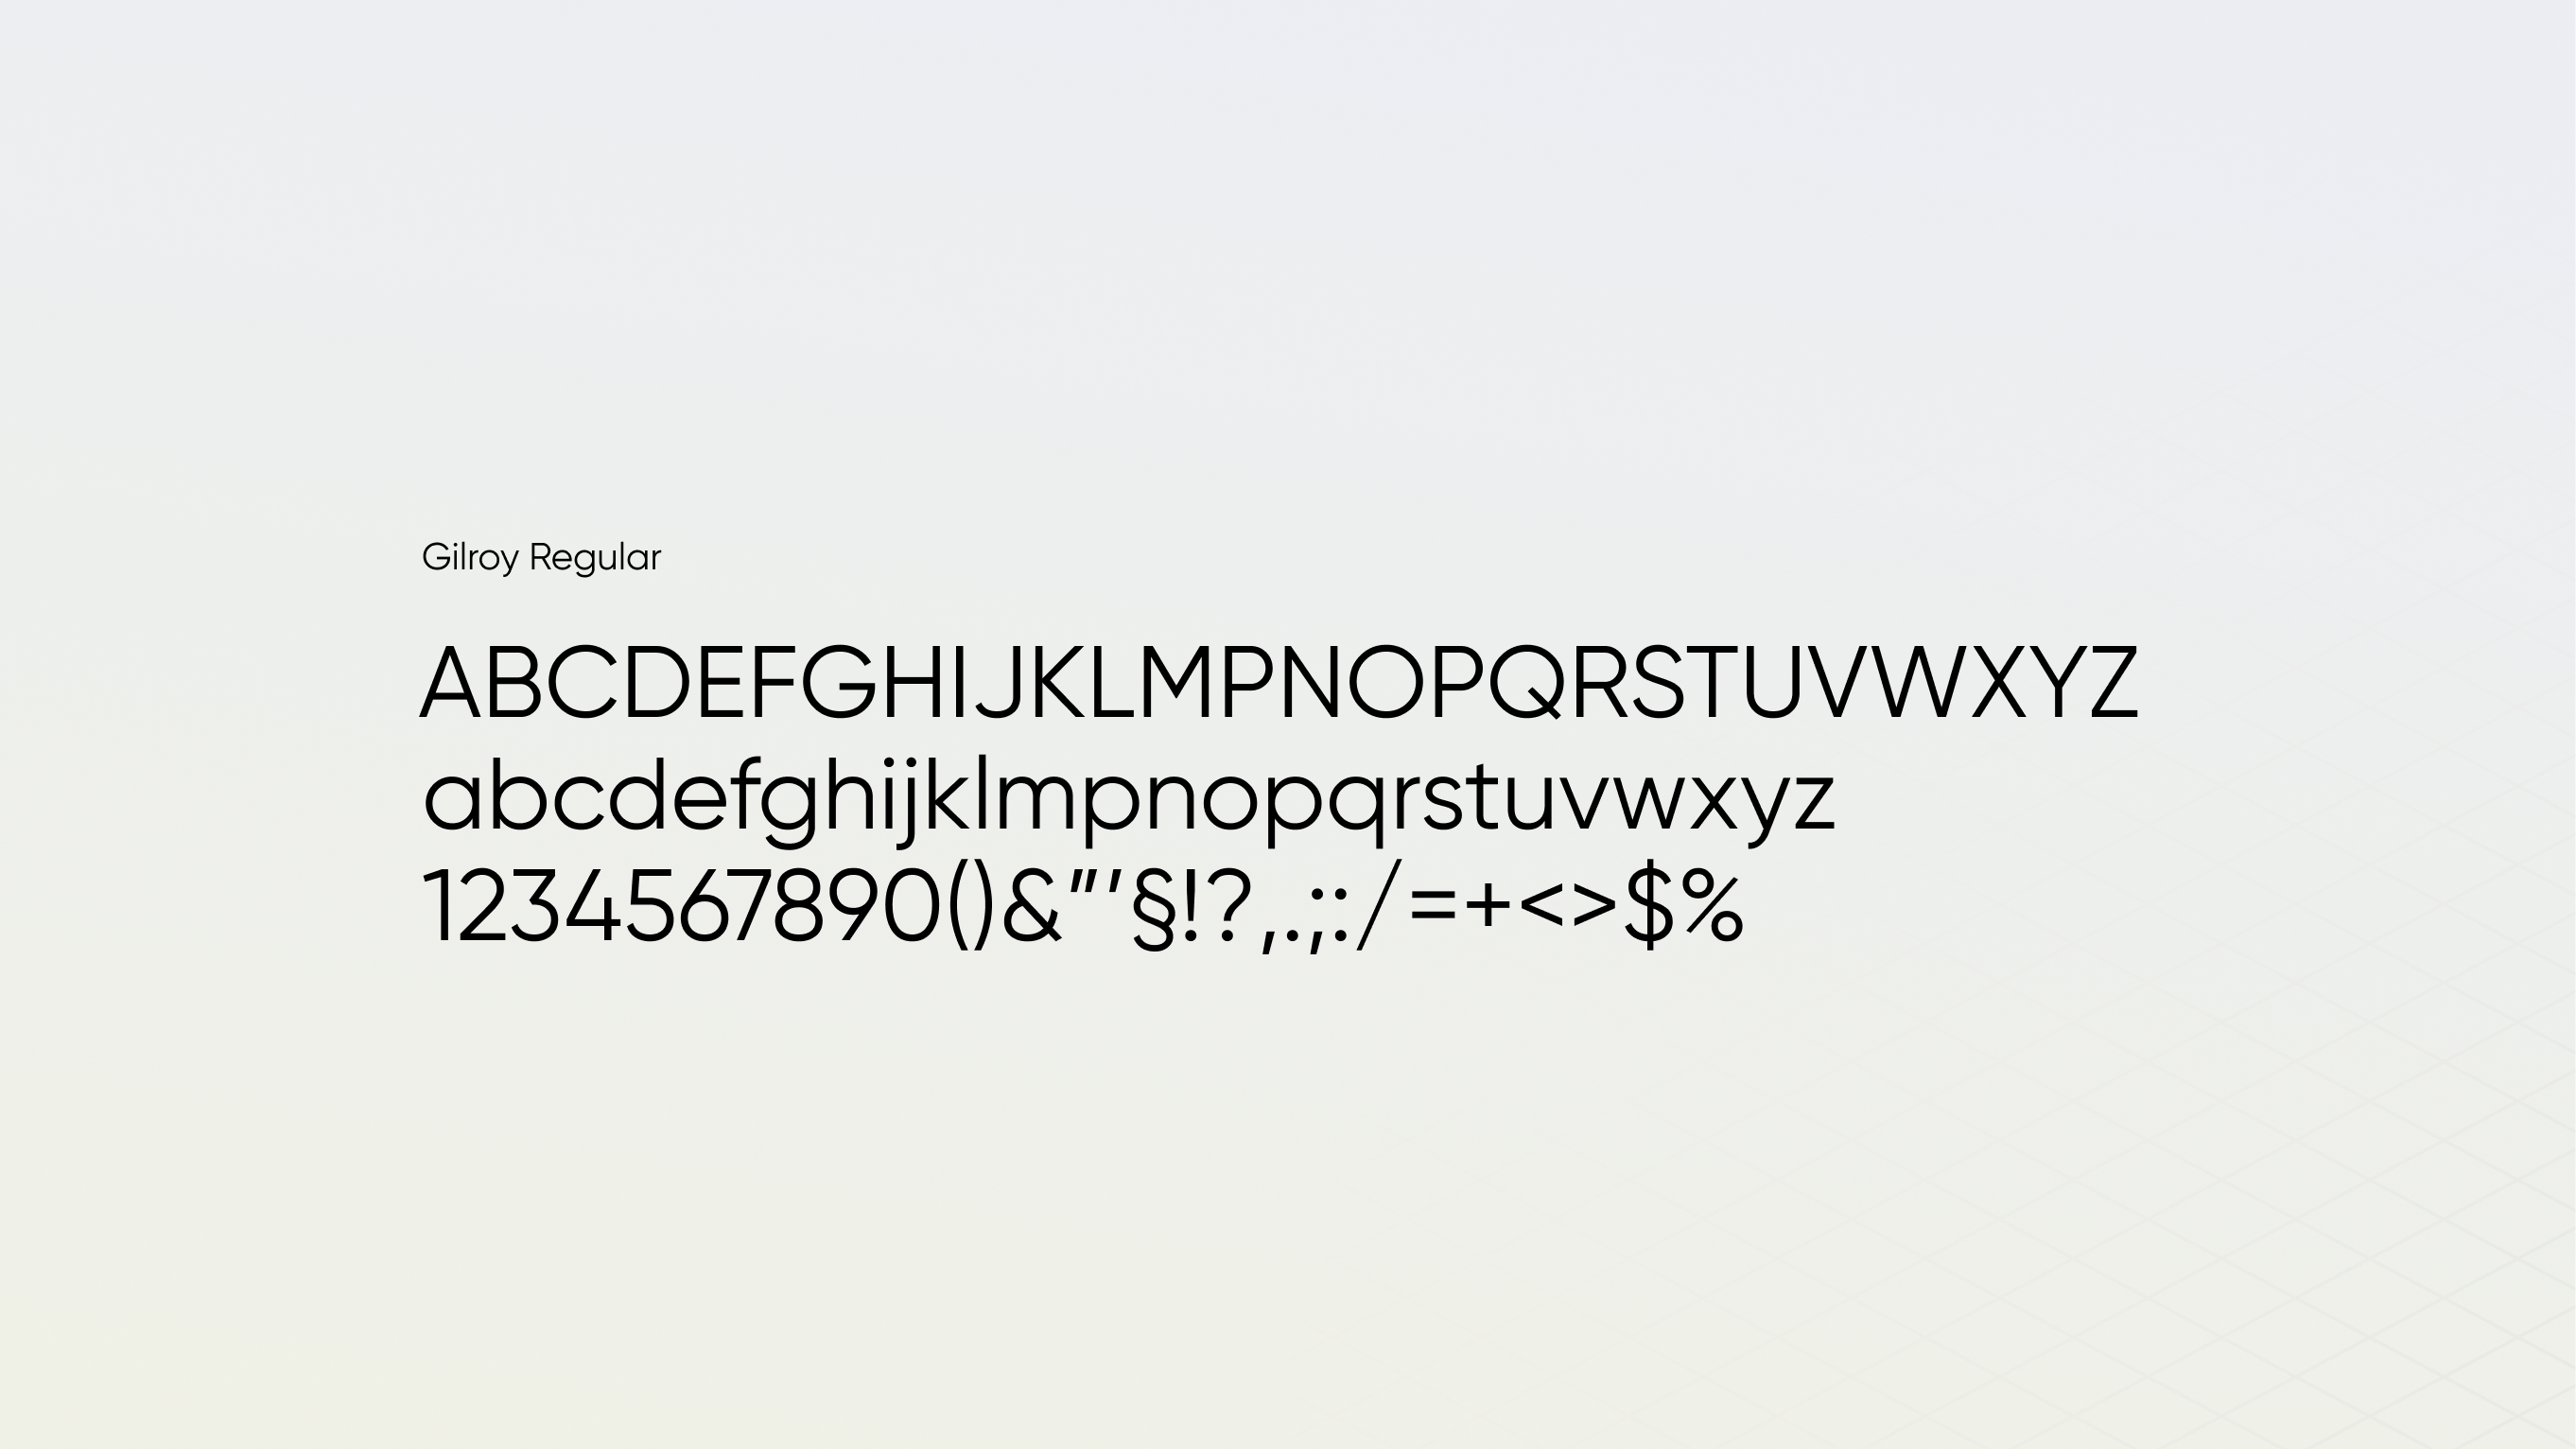 Gilroy Regular
ABCDEFGHIJKLMPNOPQRSTUVWXYZ
abcdefghijklmpnopqrstuvwxyz
1234567890()&"'§!?,.;:/=+<>$%